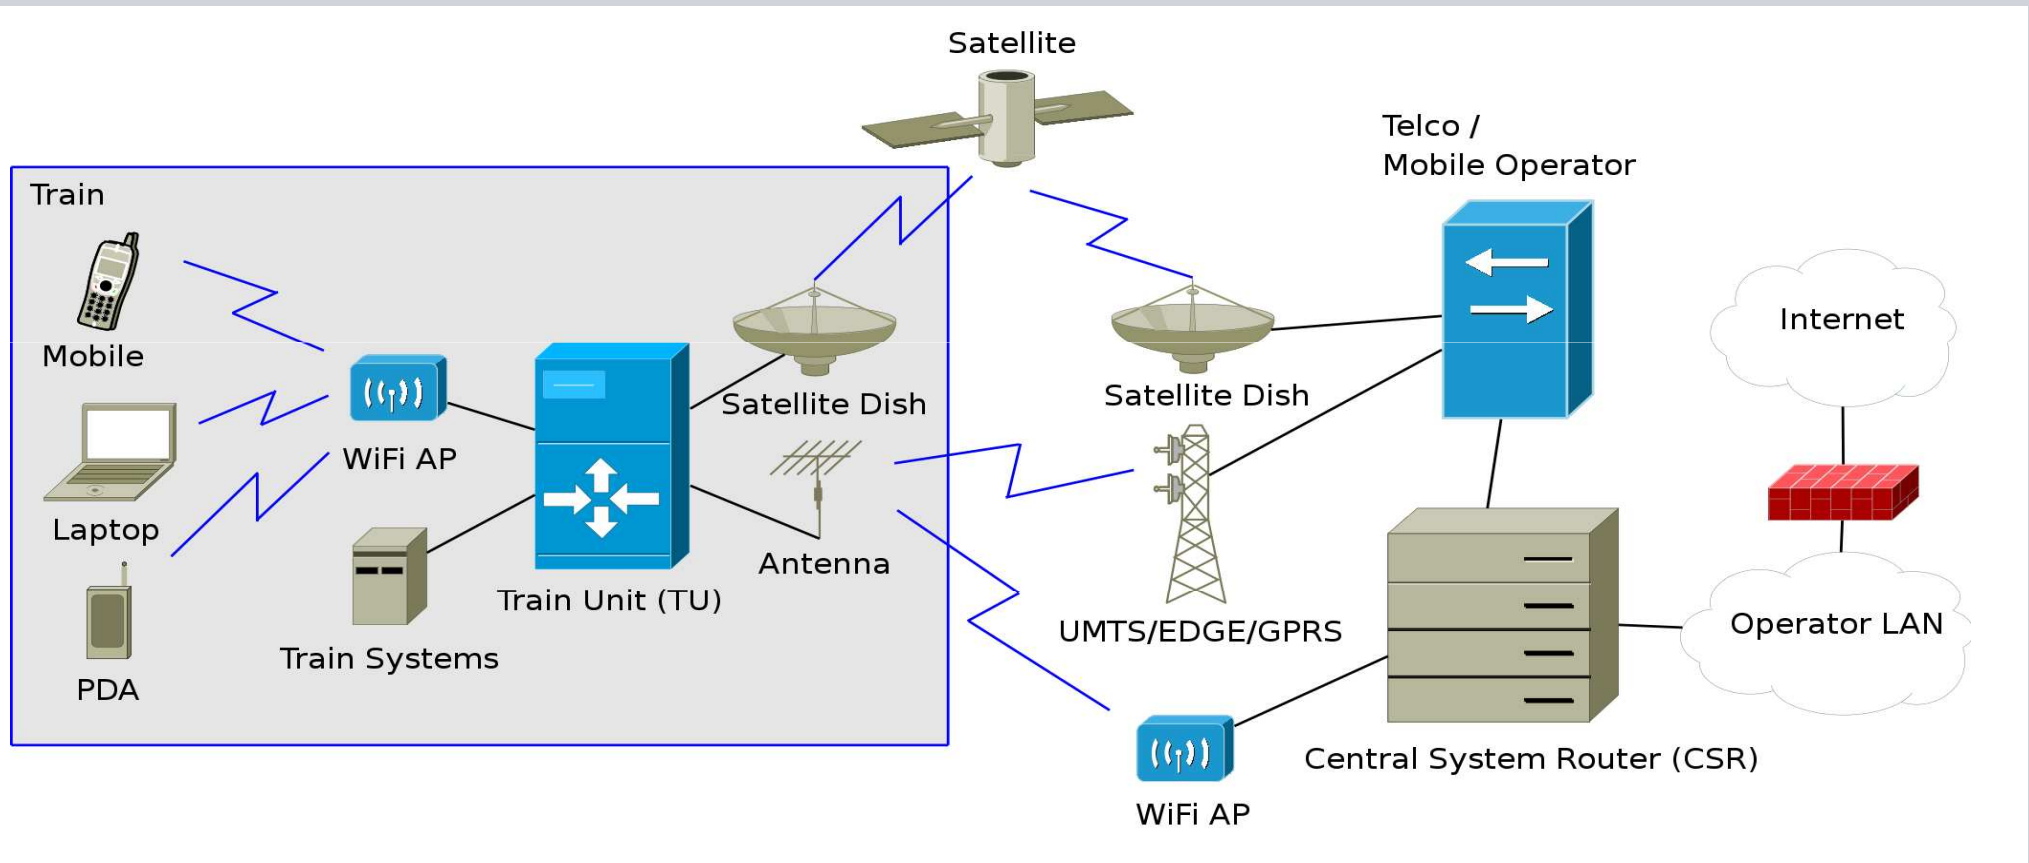 Satellite
Telco /
Mobile Operator
Train
Mobile
Internet
Satellite Dish
Satellite Dish
WiFi AP
Laptop
Antenna
Train Unit (TU)
Operator LAN
UMTS/EDGE/GPRS
Train Systems
PDA
Central System Router (CSR)
WiFi AP